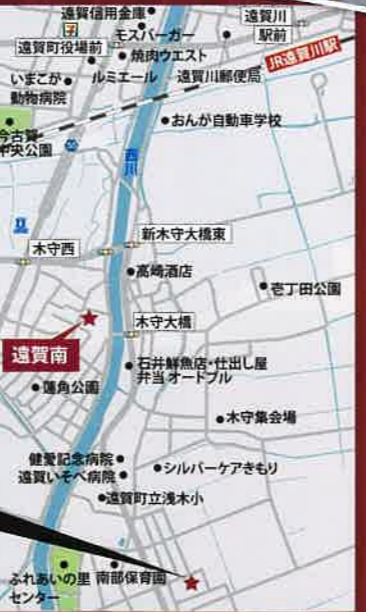 遠賀信用金庫
モスバーガー
遠賀川
駅前
遠賀町役場前
焼肉ウエスト
JR遠賀川駅
いまこが
動物病院
ルミエール
遠賀川郵便局
今古賀
中央公園
おんが自動車学校
西川
木守西
新木守大橋東
高崎酒店
壱丁田公園
木守大橋
遠賀南
石井鮮魚店・仕出し屋
弁当 オードブル
蓮角公園
木守集会場
健愛記念病院
遠賀いそべ病院
シルバーケアきもり
遠賀町立浅木小
ふれあいの里
センター
南部保育園